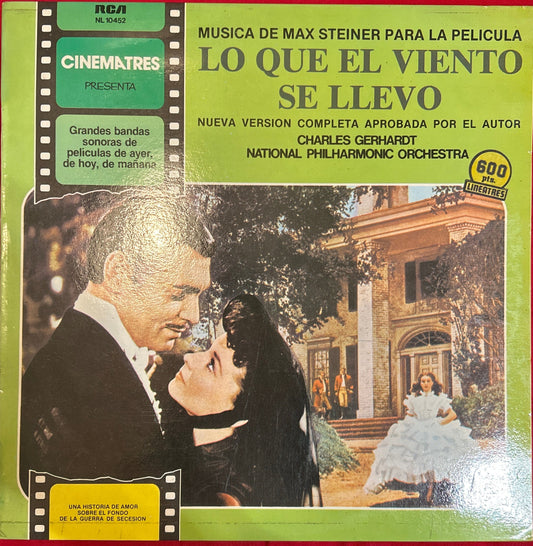 RCA
NL 10452
CINEMATRES
PRESENTA
Grandes bandas
sonoras de
peliculas de ayer,
de hoy, de mañana
MUSICA DE MAX STEINER PARA LA PELICULA
LO QUE EL VIENTO
SE LLEVO
NUEVA VERSION COMPLETA APROBADA POR EL AUTOR
CHARLES GERHARDT
NATIONAL PHILHARMONIC ORCHESTRA
600
pts.
LINEATRES
UNA HISTORIA DE AMOR
SOBRE EL FONDO
DE LA GUERRA DE SECESION